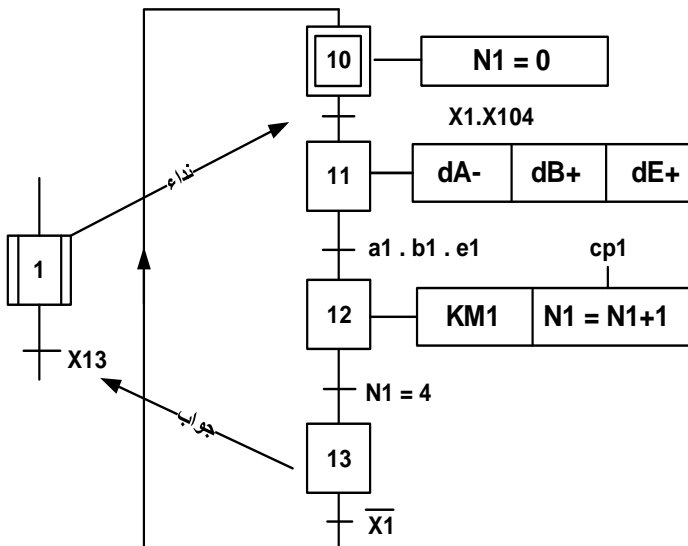 10
N1 = 0
X1.X104
نداء
11
dA-
dB+
dE+
1
a1 . b1 . e1
cp1
12
KM1
N1 = N1+1
X13
N1 = 4
جواب
13
X̅1̅